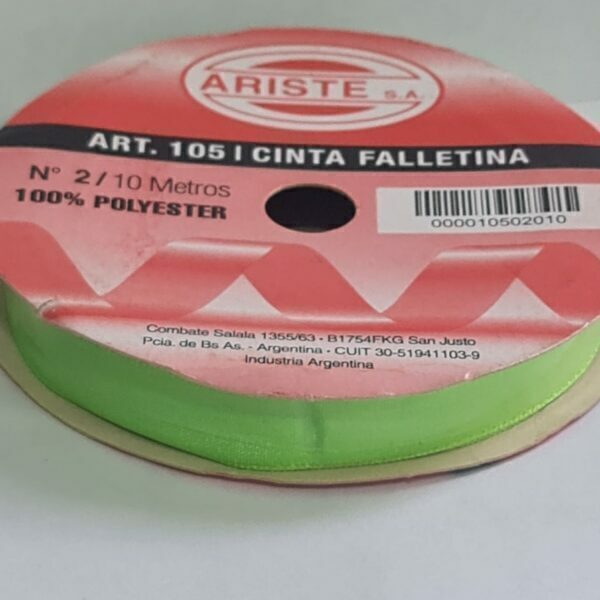 ARISTE S.A.
ART. 105 | CINTA FALLETINA
Nº 2 / 10 Metros
100% POLYESTER
000010502010
Combate Salala 1355/63 - B1754FKG San Justo
Pcia. de Bs As. - Argentina - CUIT 30-51941103-9
Industria Argentina